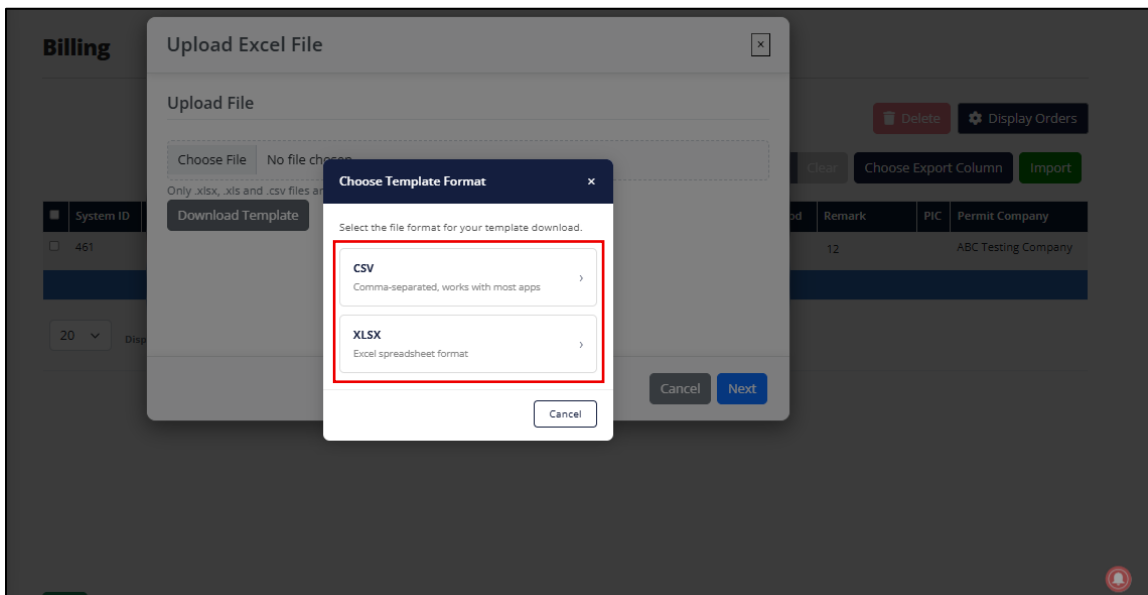 Billing
Upload Excel File
×
Upload File
Delete
Display Orders
Choose File No file chosen
Clear
Choose Export Column
Import
Only .xlsx, .xls and .csv files
Download Template
Choose Template Format
×
Select the file format for your template download.
CSV
Comma-separated, works with most apps
XLSX
Excel spreadsheet format
Cancel
System ID
Remark
PIC
Permit Company
461
12
ABC Testing Company
20
Cancel
Next